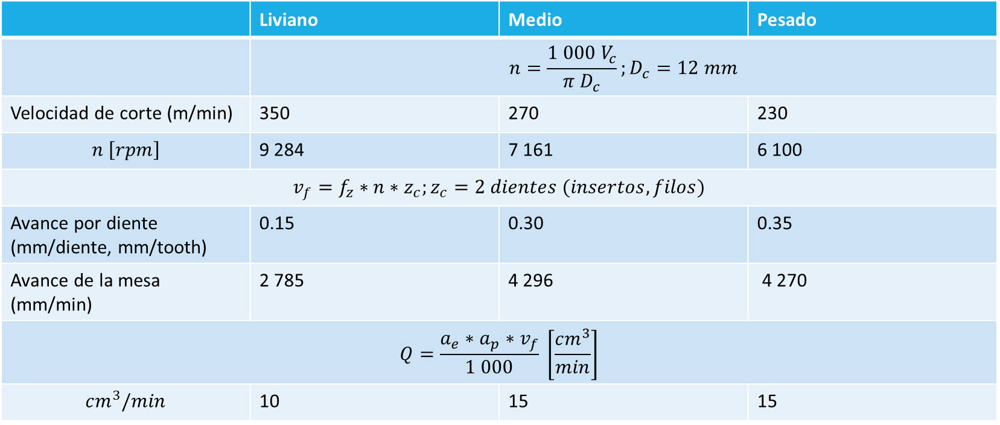 Liviano Medio Pesado
n = \frac{1 000 V_c}{\pi D_c} ; D_c = 12 mm
Velocidad de corte (m/min) 350 270 230
n [rpm] 9 284 7 161 6 100
v_f = f_z * n * z_c; z_c = 2 dientes (insertos, filos)
Avance por diente 0.15 0.30 0.35
(mm/diente, mm/tooth)
Avance de la mesa 2 785 4 296 4 270
(mm/min)
Q = \frac{a_e * a_p * v_f}{1 000} \left[\frac{cm^3}{min}\right]
cm³/min 10 15 15